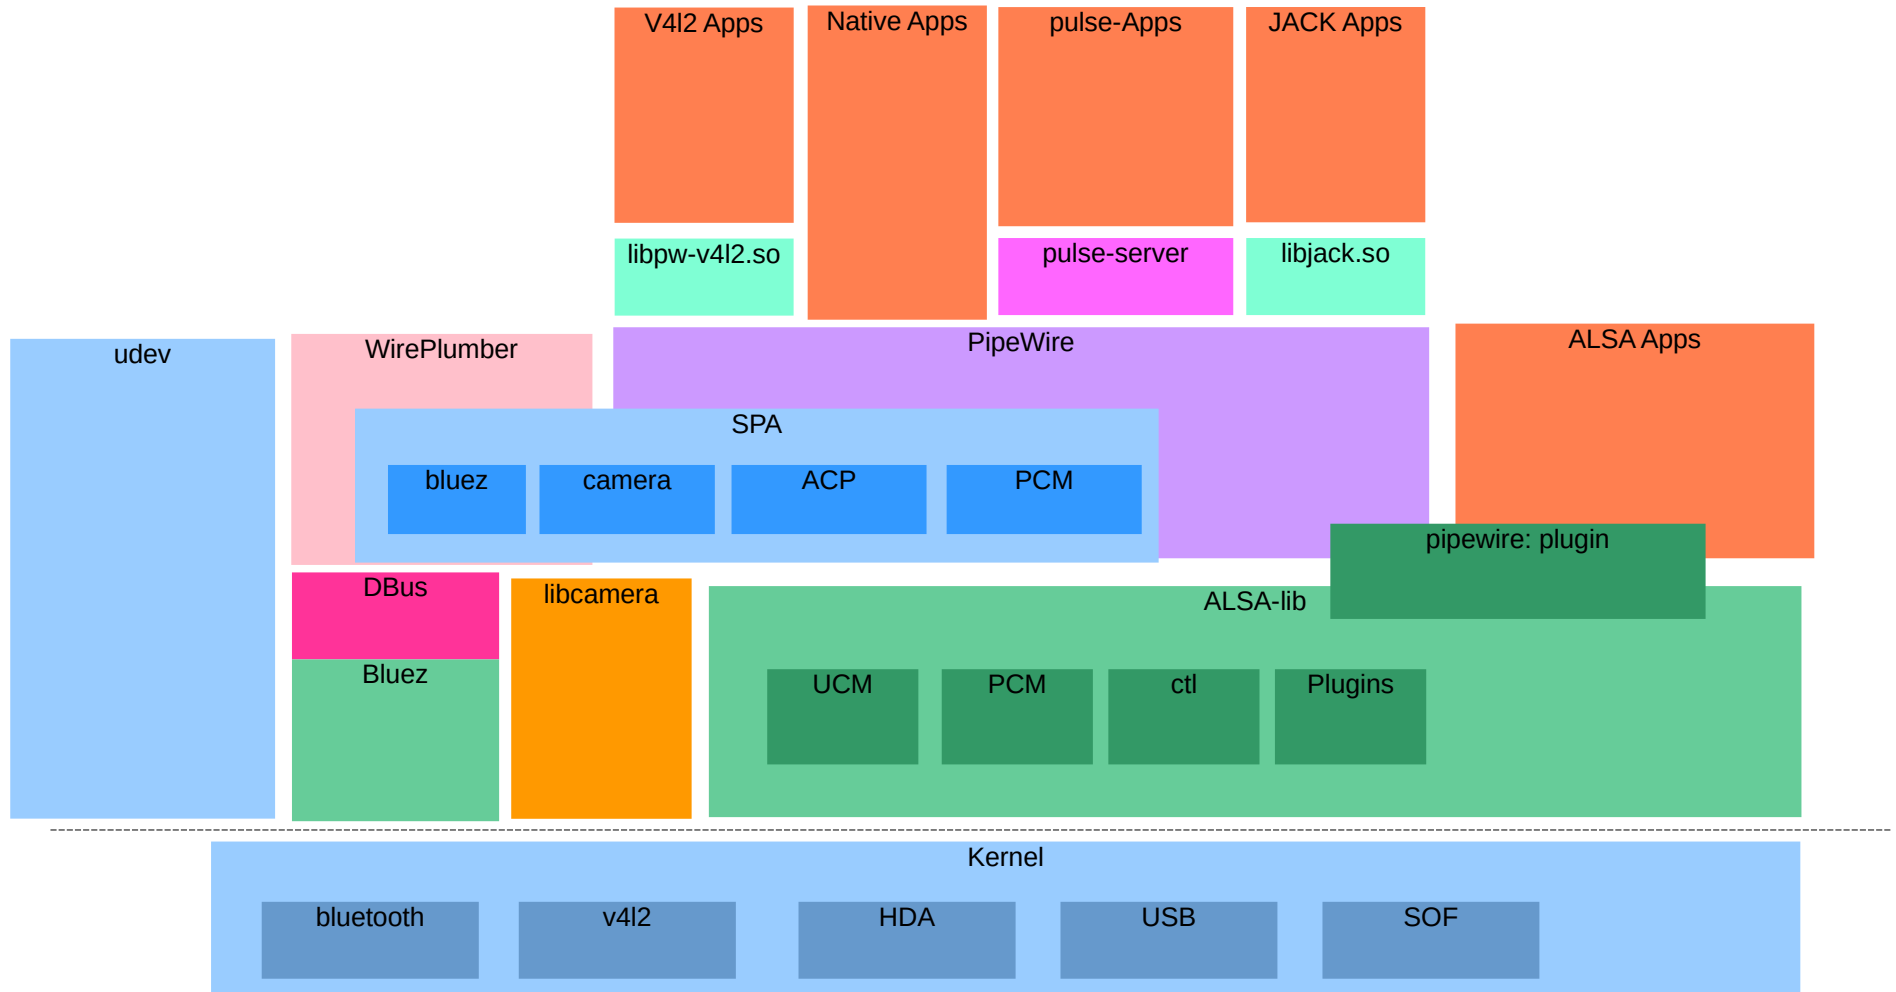 V4l2 Apps
Native Apps
pulse-Apps
JACK Apps
libpw-v4l2.so
pulse-server
libjack.so
udev
WirePlumber
PipeWire
ALSA Apps
SPA
bluez
camera
ACP
PCM
pipewire: plugin
DBus
libcamera
ALSA-lib
Bluez
UCM
PCM
ctl
Plugins
Kernel
bluetooth
v4l2
HDA
USB
SOF